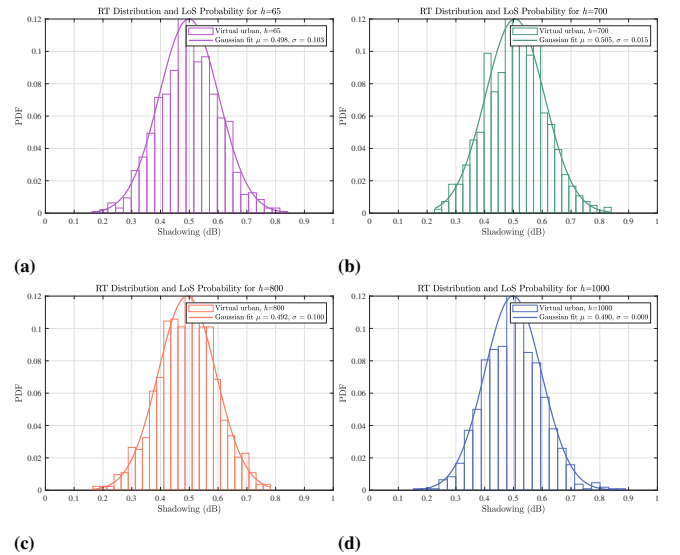 RT Distribution and LoS Probability for h=65
Virtual urban, h=65
Gaussian fit μ = 0.498, σ = 0.103
PDF
0.12
0.1
0.08
0.06
0.04
0.02
0
0 0.1 0.2 0.3 0.4 0.5 0.6 0.7 0.8 0.9 1
Shadowing (dB)
(a)
RT Distribution and LoS Probability for h=700
Virtual urban, h=700
Gaussian fit μ = 0.505, σ = 0.015
PDF
0.12
0.1
0.08
0.06
0.04
0.02
0
0 0.1 0.2 0.3 0.4 0.5 0.6 0.7 0.8 0.9 1
Shadowing (dB)
(b)
RT Distribution and LoS Probability for h=800
Virtual urban, h=800
Gaussian fit μ = 0.492, σ = 0.100
PDF
0.12
0.1
0.08
0.06
0.04
0.02
0
0 0.1 0.2 0.3 0.4 0.5 0.6 0.7 0.8 0.9 1
Shadowing (dB)
(c)
RT Distribution and LoS Probability for h=1000
Virtual urban, h=1000
Gaussian fit μ = 0.490, σ = 0.009
PDF
0.12
0.1
0.08
0.06
0.04
0.02
0
0 0.1 0.2 0.3 0.4 0.5 0.6 0.7 0.8 0.9 1
Shadowing (dB)
(d)